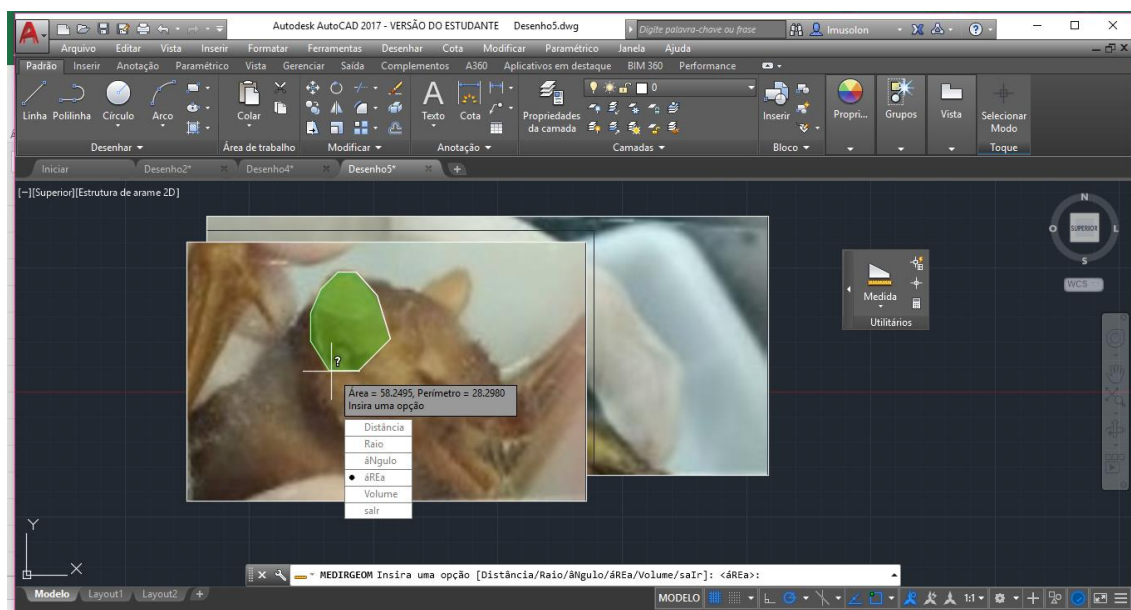 Autodesk AutoCAD 2017 - VERSÃO DO ESTUDANTE Desenho5.dwg
Digite palavra-chave ou frase
lmusolon
Arquivo Editar Vista Inserir Formatar Ferramentas Desenhar Cota Modificar Paramétrico Janela Ajuda
Padrão Inserir Anotação Paramétrico Vista Gerenciar Saída Complementos A360 Aplicativos em destaque BIM 360 Performance
Linha Polilinha Círculo Arco
Colar
Texto Cota
Propriedades da camada
0
Inserir
Propri... Grupos Vista
Selecionar Modo
Desenhar Área de trabalho Modificar Anotação Camadas Bloco Toque
Iniciar Desenho2* Desenho4* Desenho5*
[−][Superior][Estrutura de arame 2D]
N
O SUPERIOR L
S
WCS
Medida
Utilitários
?
Área = 58.2495, Perímetro = 28.2980
Insira uma opção
Distância
Raio
âNgulo
áREa
Volume
saIr
Y
X
MEDIRGEOM Insira uma opção [Distância/Raio/âNgulo/áREa/Volume/saIr]: <áREa>:
Modelo Layout1 Layout2 +
MODELO 1:1